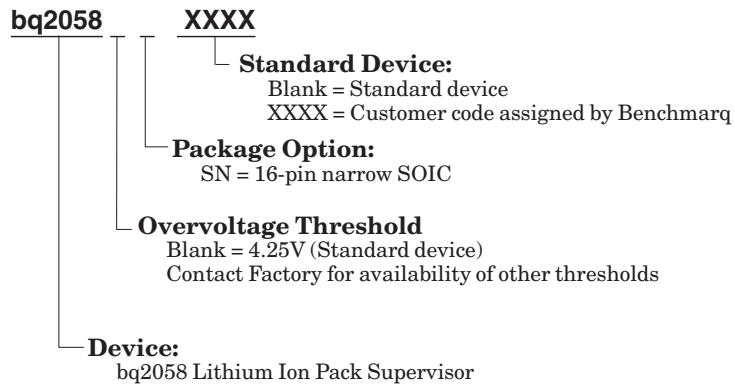 bq2058 _ _ XXXX
Standard Device:
Blank = Standard device
XXXX = Customer code assigned by Benchmarq
Package Option:
SN = 16-pin narrow SOIC
Overvoltage Threshold
Blank = 4.25V (Standard device)
Contact Factory for availability of other thresholds
Device:
bq2058 Lithium Ion Pack Supervisor